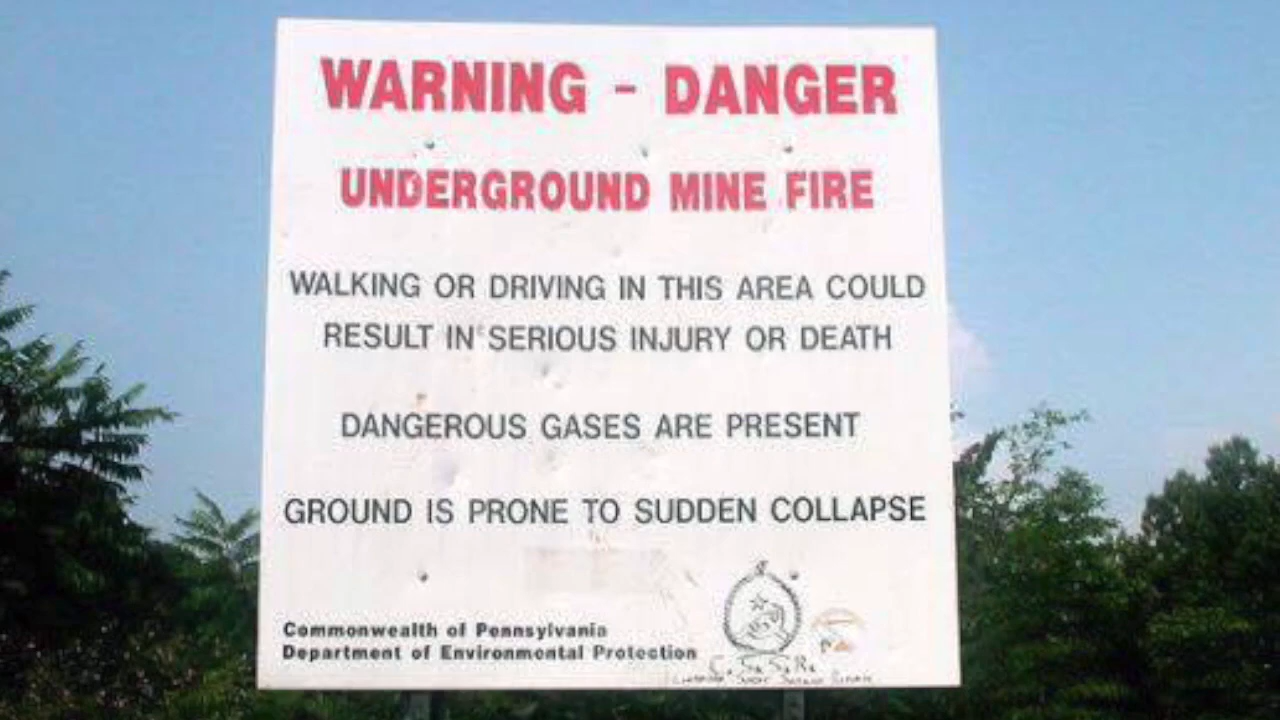 WARNING - DANGER
UNDERGROUND MINE FIRE
WALKING OR DRIVING IN THIS AREA COULD
RESULT IN SERIOUS INJURY OR DEATH
DANGEROUS GASES ARE PRESENT
GROUND IS PRONE TO SUDDEN COLLAPSE
Commonwealth of Pennsylvania
Department of Environmental Protection